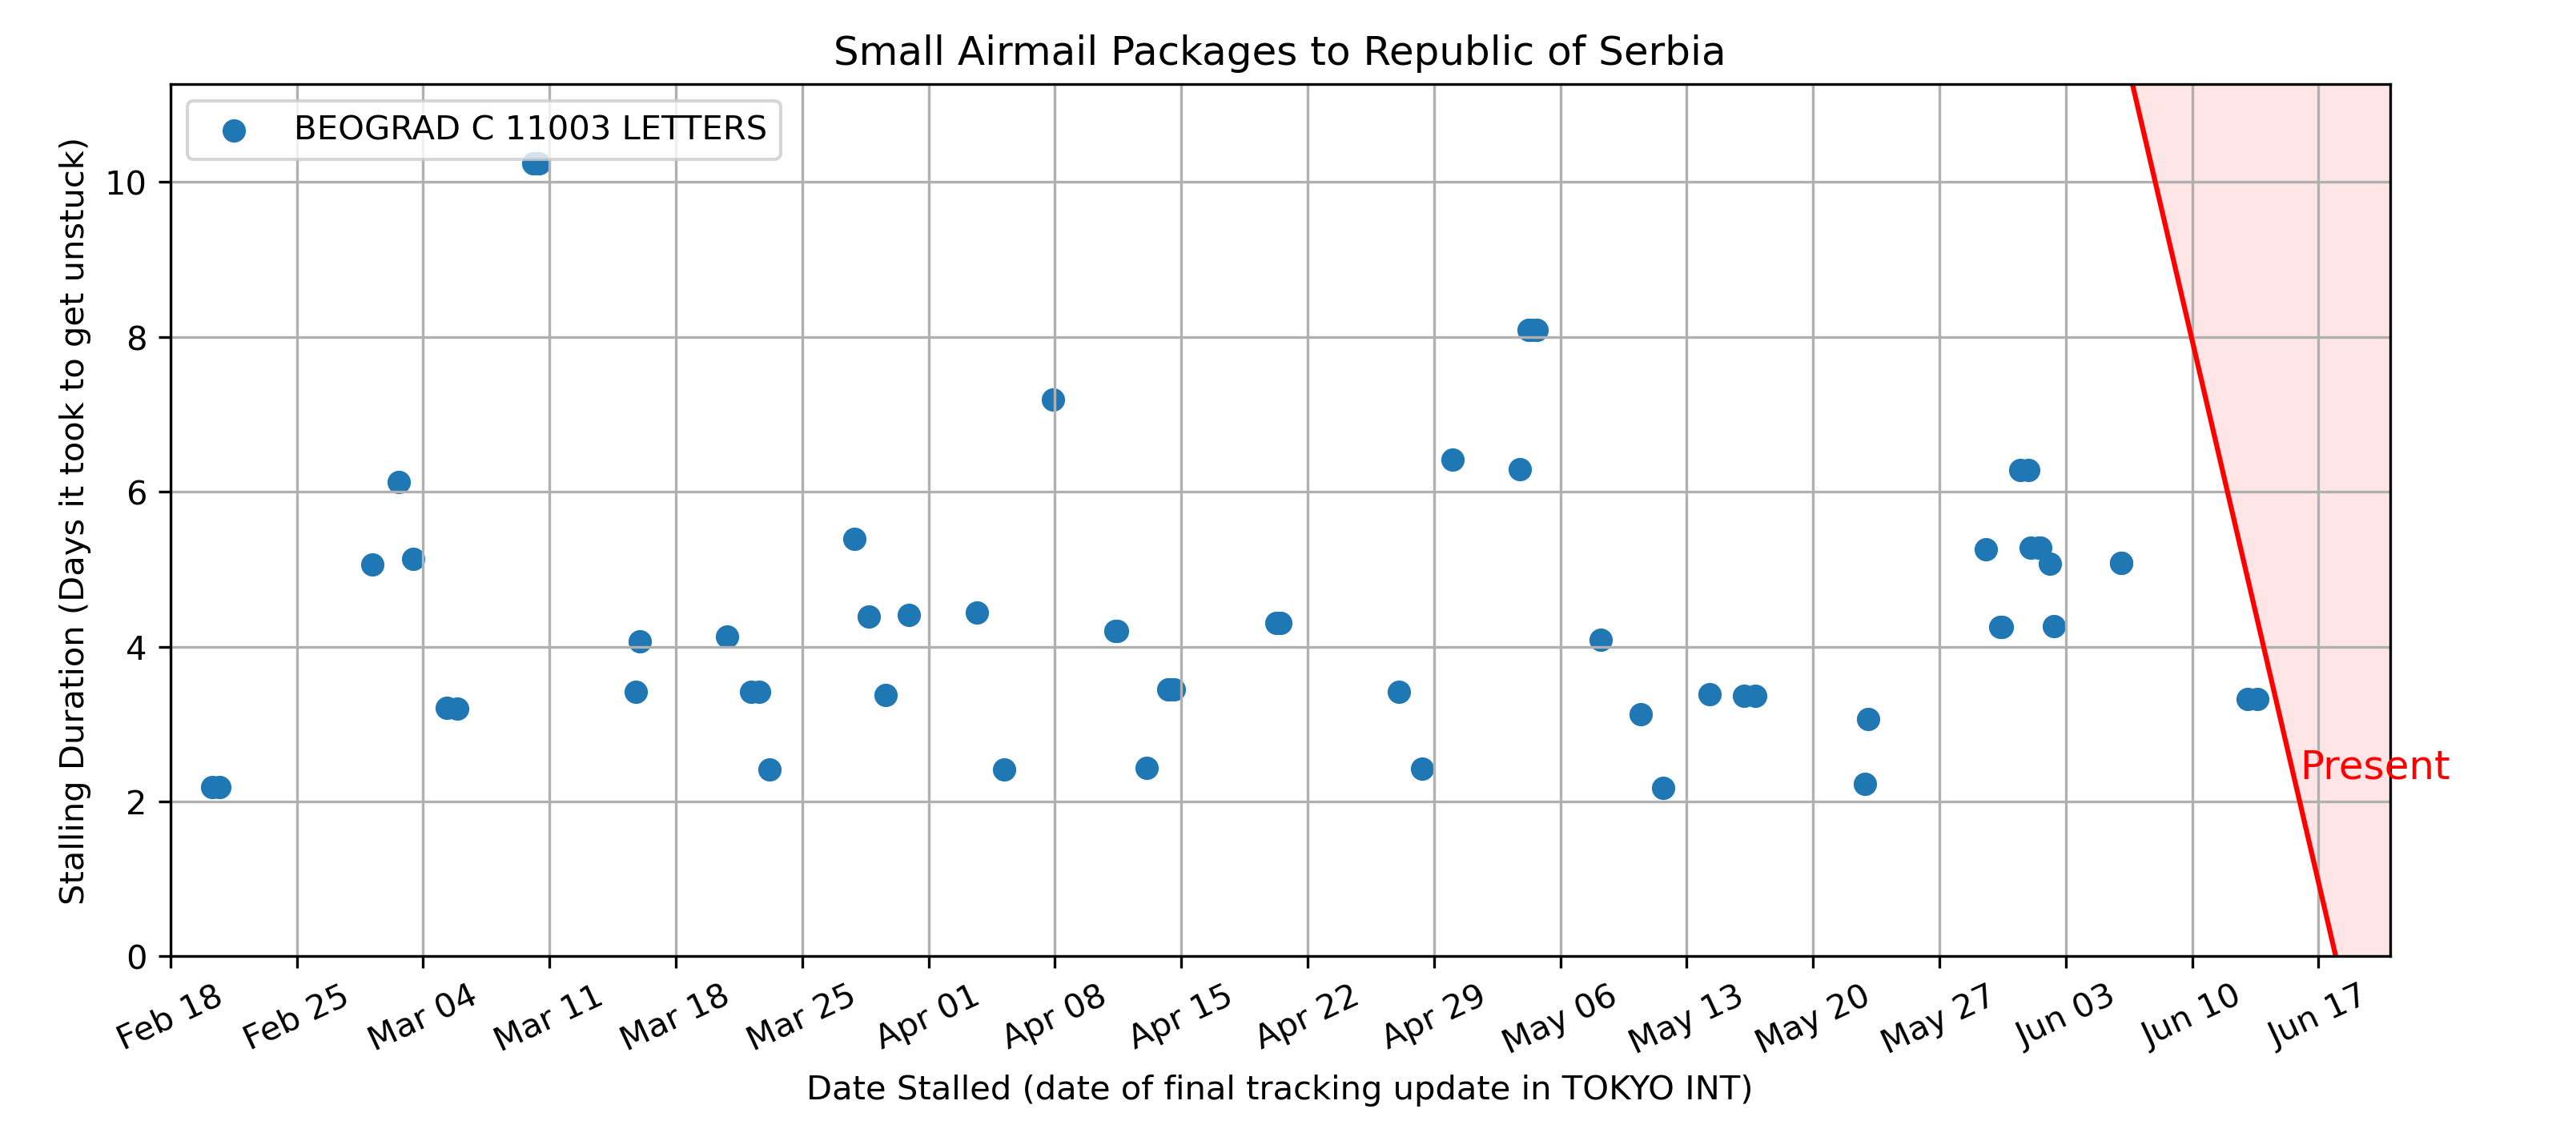 Small Airmail Packages to Republic of Serbia
BEOGRAD C 11003 LETTERS
Stalling Duration (Days it took to get unstuck)
10
8
6
4
2
0
Present
Feb 18
Feb 25
Mar 04
Mar 11
Mar 18
Mar 25
Apr 01
Apr 08
Apr 15
Apr 22
Apr 29
May 06
May 13
May 20
May 27
Jun 03
Jun 10
Jun 17
Date Stalled (date of final tracking update in TOKYO INT)